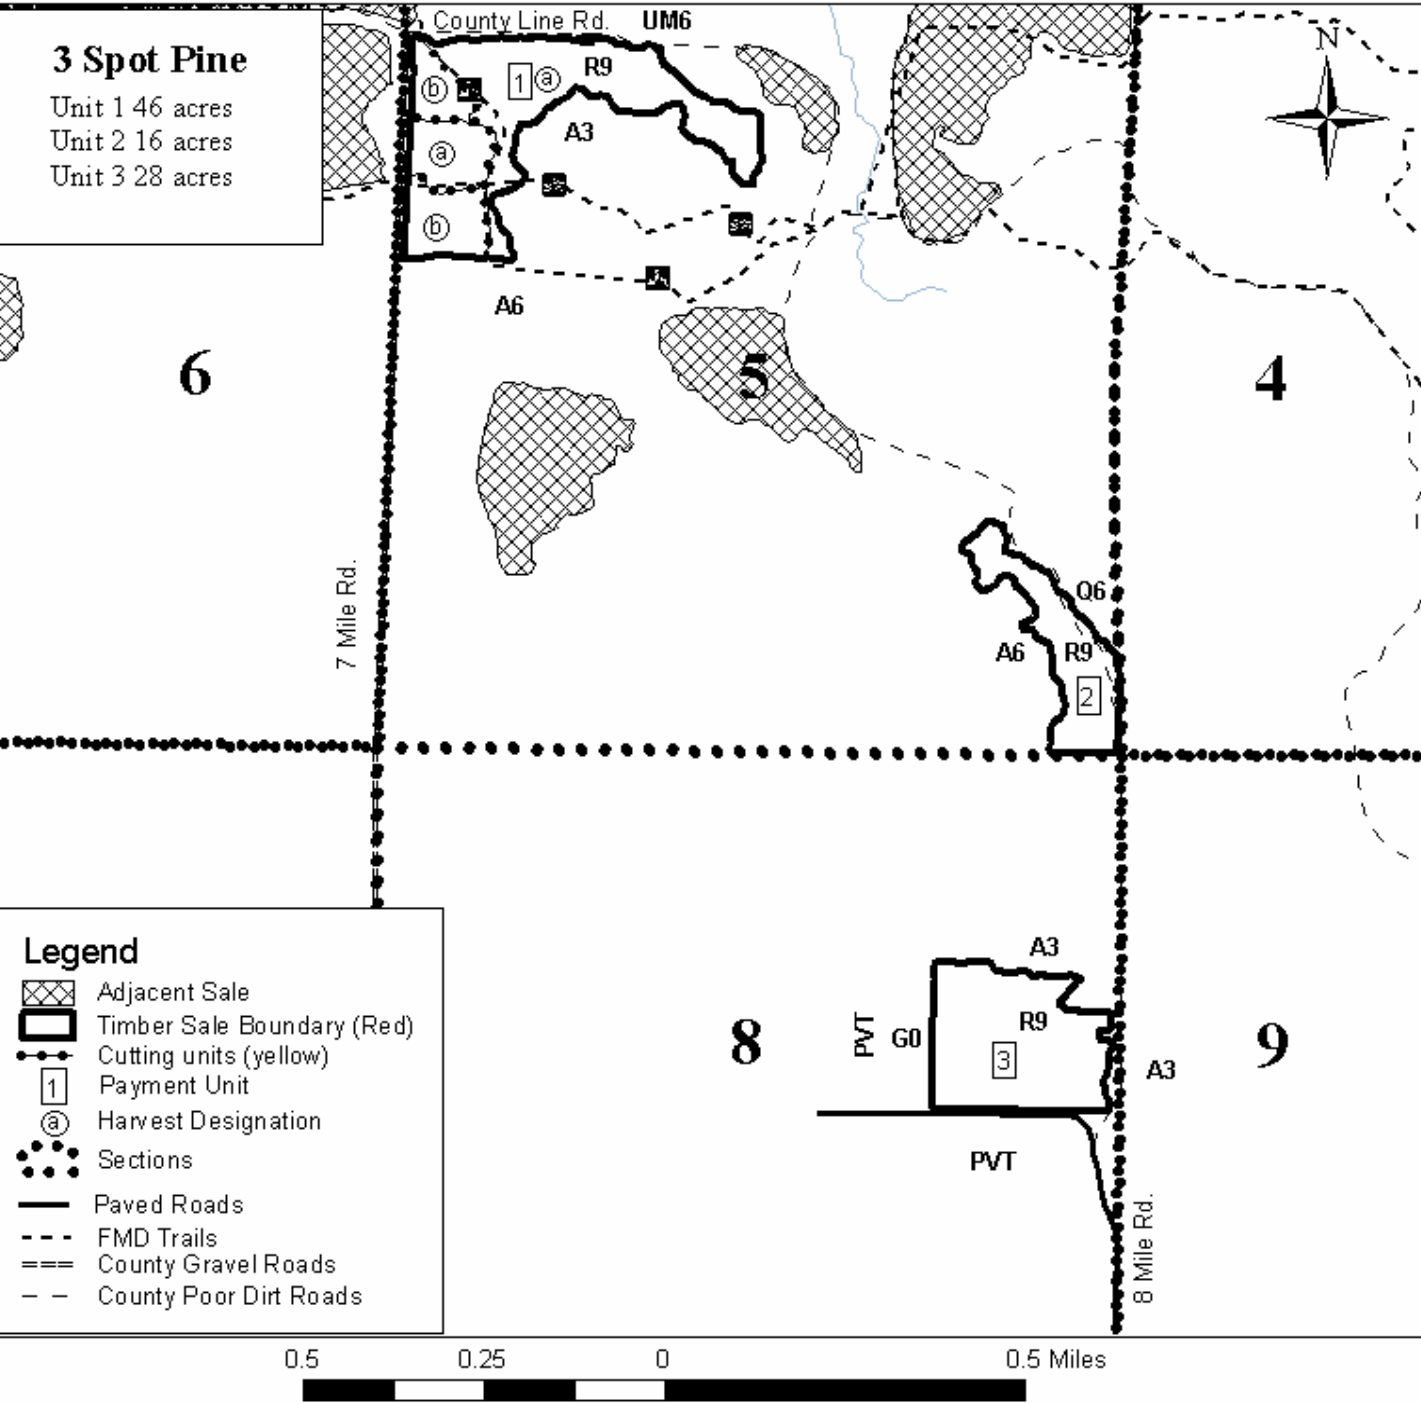 County Line Rd.
UM6
3 Spot Pine
Unit 1 46 acres
Unit 2 16 acres
Unit 3 28 acres
N
b
1
a
R9
A3
a
b
A6
6
5
4
7 Mile Rd.
Q6
A6
R9
2
A3
R9
8
PVT
G0
3
9
A3
PVT
8 Mile Rd.
Legend
Adjacent Sale
Timber Sale Boundary (Red)
Cutting units (yellow)
1 Payment Unit
a Harvest Designation
Sections
Paved Roads
FMD Trails
County Gravel Roads
County Poor Dirt Roads
0.5 0.25 0 0.5 Miles